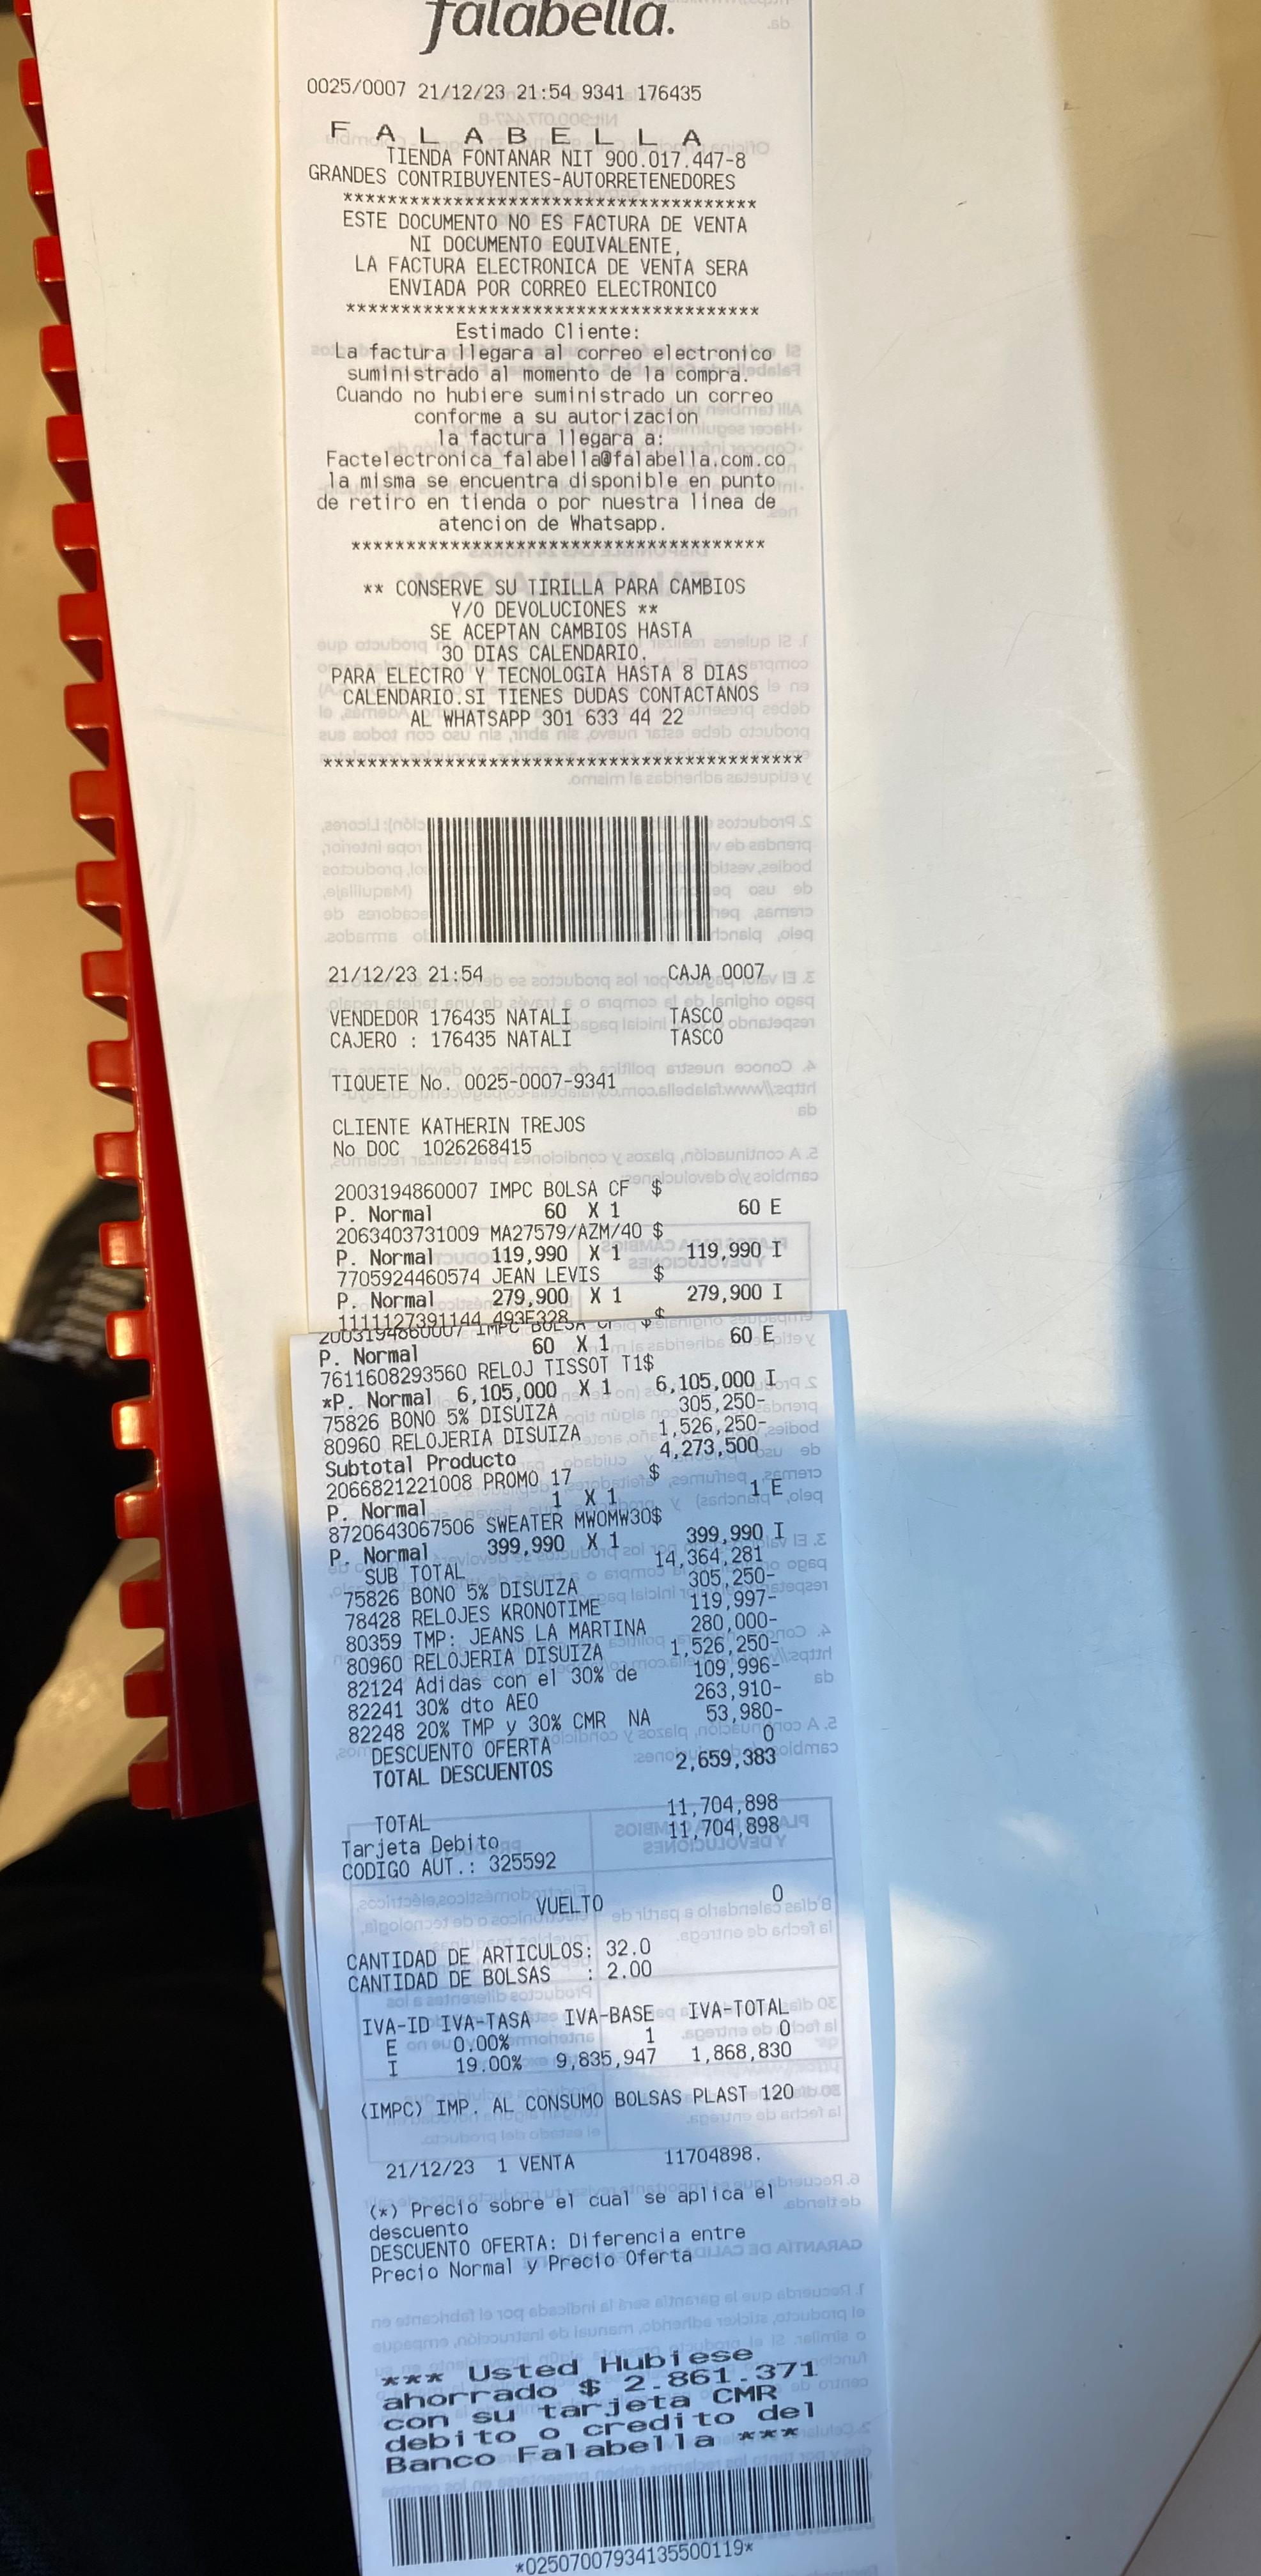 falabella.
0025/0007 21/12/23 21:54 9341 176435
F A L A B E L L A
TIENDA FONTANAR NIT 900.017.447-8
GRANDES CONTRIBUYENTES-AUTORRETENEDORES
**************************************
ESTE DOCUMENTO NO ES FACTURA DE VENTA
NI DOCUMENTO EQUIVALENTE,
LA FACTURA ELECTRONICA DE VENTA SERA
ENVIADA POR CORREO ELECTRONICO
**************************************
Estimado Cliente:
La factura llegara al correo electronico
suministrado al momento de la compra.
Cuando no hubiere suministrado un correo
conforme a su autorizacion
la factura llegara a:
Factelectronica_falabella@falabella.com.co
la misma se encuentra disponible en punto
de retiro en tienda o por nuestra linea de
atencion de Whatsapp.
**************************************
** CONSERVE SU TIRILLA PARA CAMBIOS
Y/O DEVOLUCIONES **
SE ACEPTAN CAMBIOS HASTA
30 DIAS CALENDARIO.
PARA ELECTRO Y TECNOLOGIA HASTA 8 DIAS
CALENDARIO.SI TIENES DUDAS CONTACTANOS
AL WHATSAPP 301 633 44 22
********************************************
21/12/23 21:54 CAJA 0007
VENDEDOR 176435 NATALI TASCO
CAJERO : 176435 NATALI TASCO
TIQUETE No. 0025-0007-9341
CLIENTE KATHERIN TREJOS
No DOC 1026268415
2003194860007 IMPC BOLSA CF $
P. Normal 60 X 1 60 E
2063403731009 MA27579/AZM/40 $
P. Normal 119,990 X 1 119,990 I
7705924460574 JEAN LEVIS $
P. Normal 279,900 X 1 279,900 I
1111127391144 493E328 $
2003194860007 IMPC BOLSA CF $
P. Normal 60 X 1 60 E
7611608293560 RELOJ TISSOT T1$
*P. Normal 6,105,000 X 1 6,105,000 I
75826 BONO 5% DISUIZA 305,250-
80960 RELOJERIA DISUIZA 1,526,250-
Subtotal Producto 4,273,500
2066821221008 PROMO 17 $
P. Normal 1 X 1 1 E
8720643067506 SWEATER MWOMW30$
P. Normal 399,990 X 1 399,990 I
SUB TOTAL 14,364,281
75826 BONO 5% DISUIZA 305,250-
78428 RELOJES KRONOTIME 119,997-
80359 TMP: JEANS LA MARTINA 280,000-
80960 RELOJERIA DISUIZA 1,526,250-
82124 Adidas con el 30% de 109,996-
82241 30% dto AEO 263,910-
82248 20% TMP y 30% CMR NA 53,980-
DESCUENTO OFERTA 0
TOTAL DESCUENTOS 2,659,383
TOTAL 11,704,898
Tarjeta Debito 11,704,898
CODIGO AUT.: 325592
VUELTO 0
CANTIDAD DE ARTICULOS: 32.0
CANTIDAD DE BOLSAS : 2.00
IVA-ID IVA-TASA IVA-BASE IVA-TOTAL
E 0.00% 1 0
I 19.00% 9,835,947 1,868,830
(IMPC) IMP. AL CONSUMO BOLSAS PLAST 120
21/12/23 1 VENTA 11704898.
(*) Precio sobre el cual se aplica el
descuento
DESCUENTO OFERTA: Diferencia entre
Precio Normal y Precio Oferta
*** Usted Hubiese
ahorrado $ 2.861.371
con su tarjeta CMR
debito o credito del
Banco Falabella ***
*02507007934135500119*